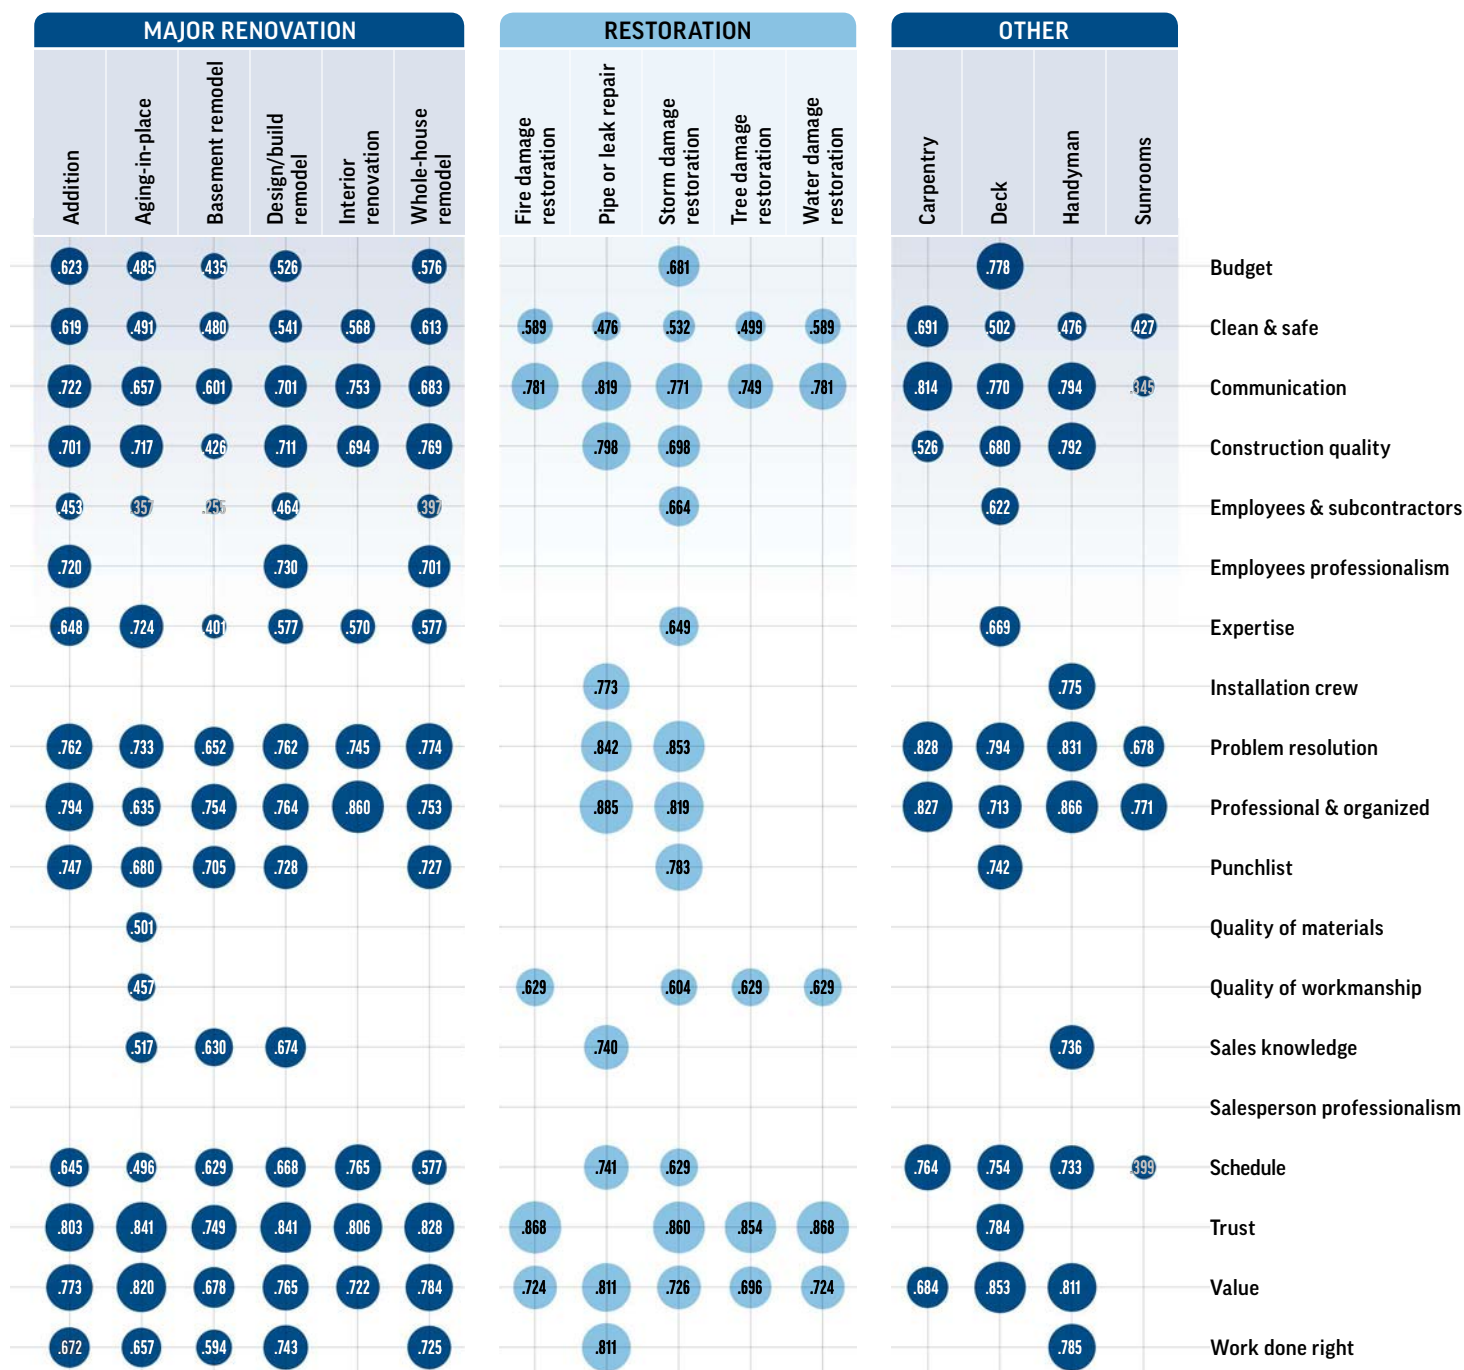 MAJOR RENOVATION
RESTORATION
OTHER
Addition
Aging-in-place
Basement remodel
Design/build
remodel
Interior
renovation
Whole-house
remodel
Fire damage
restoration
Pipe or leak repair
Storm damage
restoration
Tree damage
restoration
Water damage
restoration
Carpentry
Deck
Handyman
Sunrooms
.623 .485 .435 .526 .576 .681 .778 Budget
.619 .491 .480 .541 .568 .613 .589 .476 .532 .499 .589 .691 .502 .476 .427 Clean & safe
.722 .657 .601 .701 .753 .683 .781 .819 .771 .749 .781 .814 .770 .794 .345 Communication
.701 .717 .426 .711 .694 .769 .798 .698 .526 .680 .792 Construction quality
.453 .357 .255 .464 .397 .664 .622 Employees & subcontractors
.720 .730 .701 Employees professionalism
.648 .724 .401 .577 .570 .577 .649 .669 Expertise
.773 .775 Installation crew
.762 .733 .652 .762 .745 .774 .842 .853 .828 .794 .831 .678 Problem resolution
.794 .635 .754 .764 .860 .753 .885 .819 .827 .713 .866 .771 Professional & organized
.747 .680 .705 .728 .727 .783 .742 Punchlist
.501 Quality of materials
.457 .629 .604 .629 .629 Quality of workmanship
.517 .630 .674 .740 .736 Sales knowledge
Salesperson professionalism
.645 .496 .629 .668 .765 .577 .741 .629 .764 .754 .733 .399 Schedule
.803 .841 .749 .841 .806 .828 .868 .860 .854 .868 .784 Trust
.773 .820 .678 .765 .722 .784 .724 .811 .726 .696 .724 .684 .853 .811 Value
.672 .657 .594 .743 .725 .811 .785 Work done right